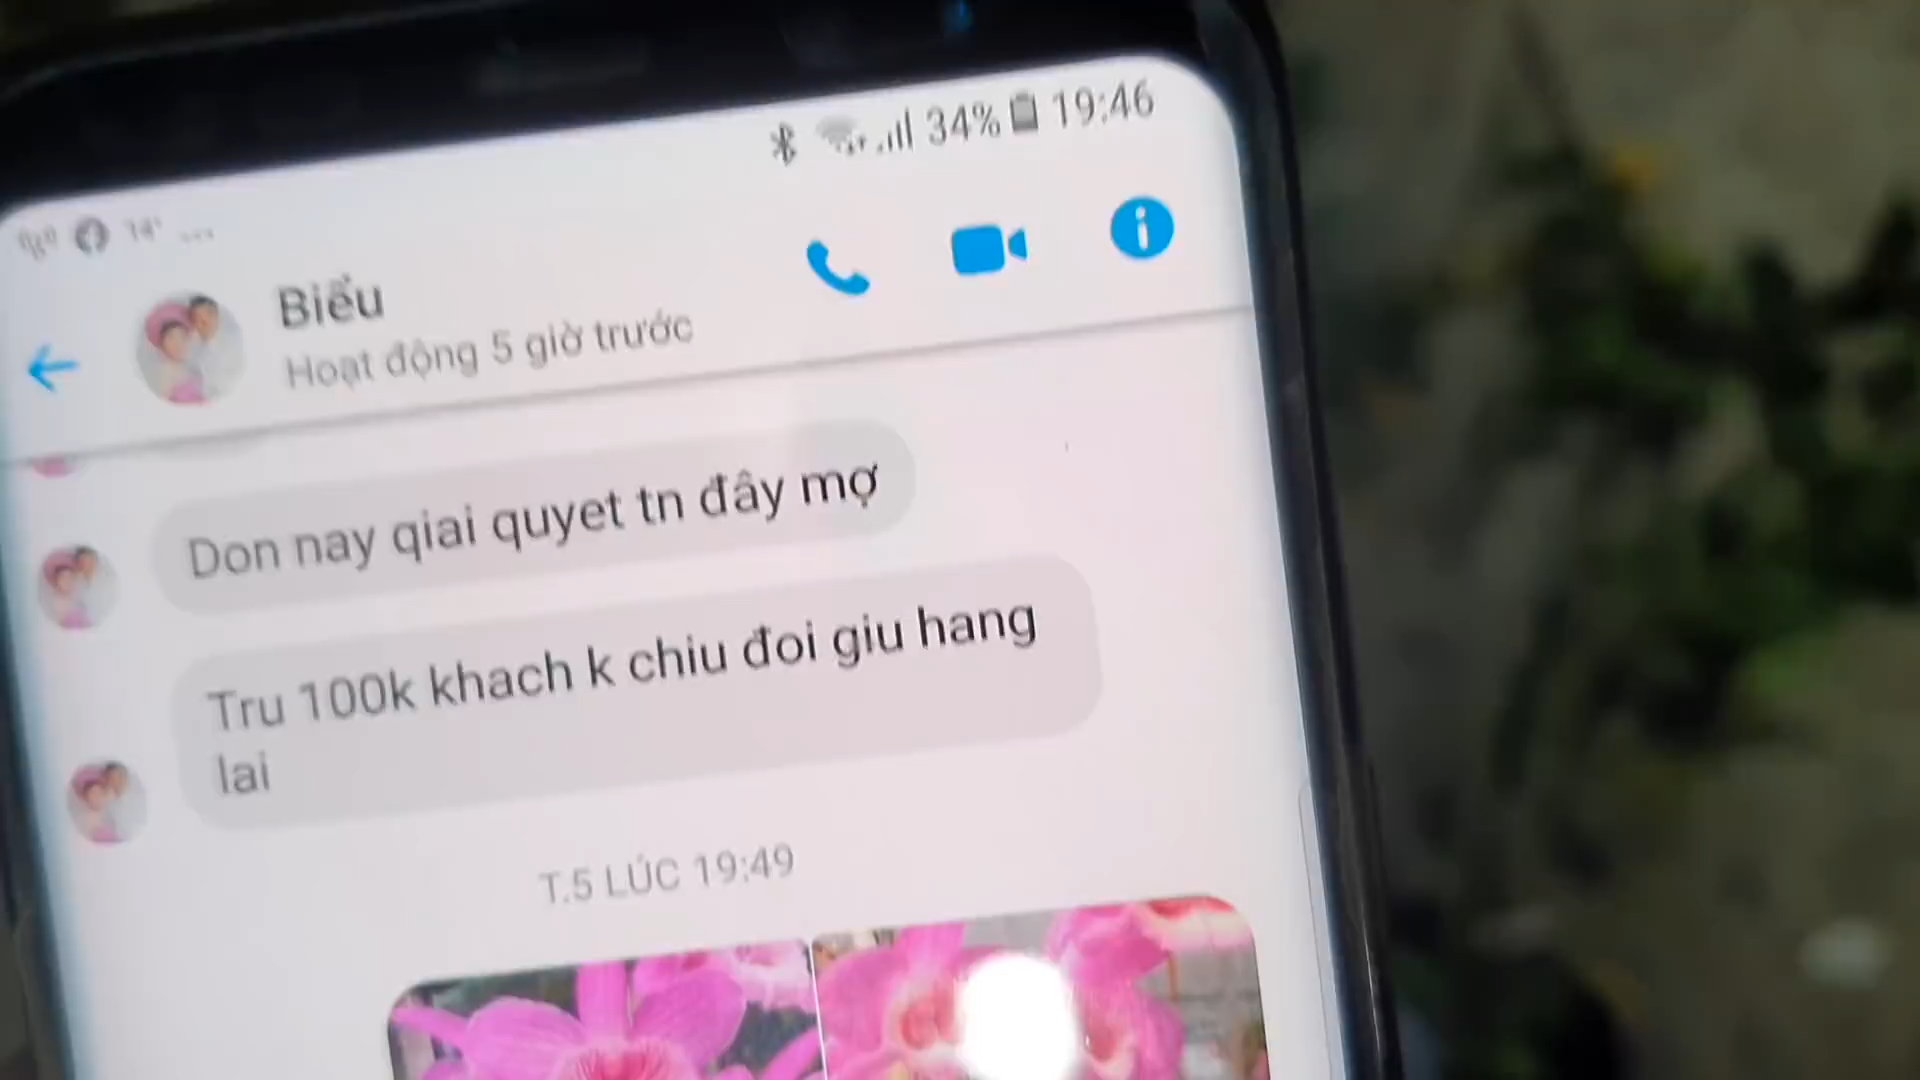 34% 19:46
14°
Biểu
Hoạt động 5 giờ trước
Don nay qiai quyet tn đây mợ
Tru 100k khach k chiu đoi giu hang
lai
T.5 LÚC 19:49